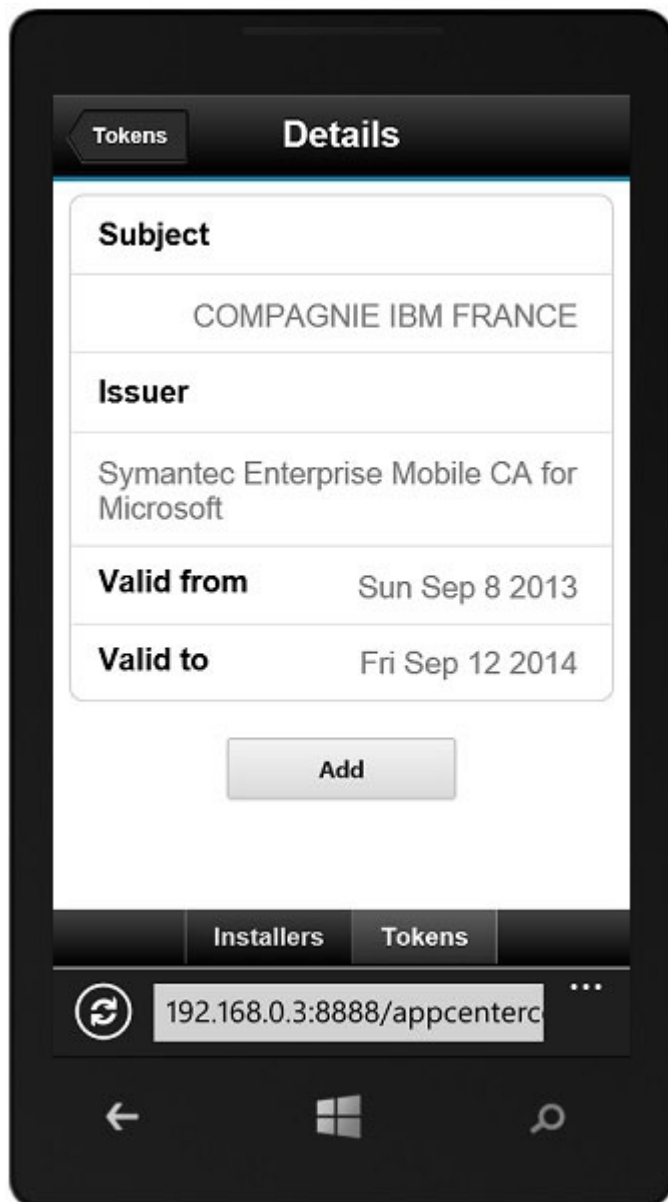 Tokens
Details
Subject
COMPAGNIE IBM FRANCE
Issuer
Symantec Enterprise Mobile CA for
Microsoft
Valid from Sun Sep 8 2013
Valid to Fri Sep 12 2014
Add
Installers Tokens
192.168.0.3:8888/appcenterc